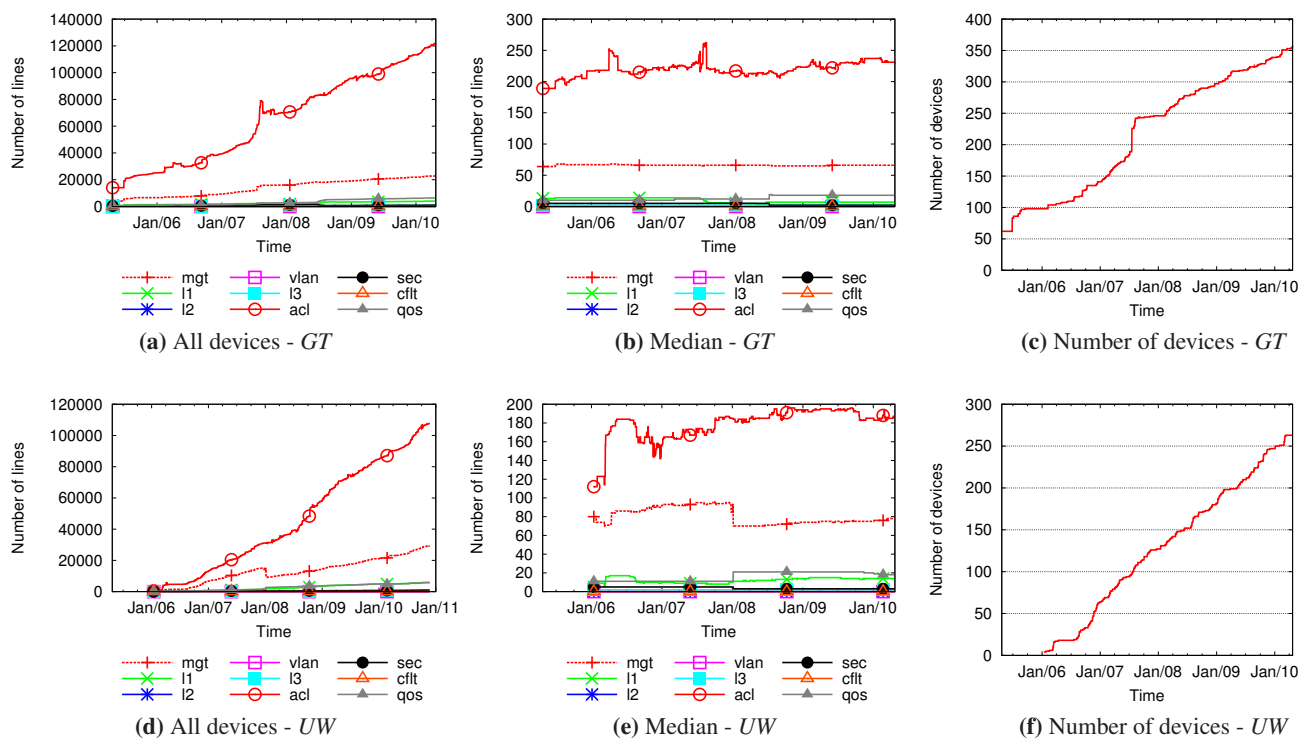 Number of lines
140000
120000
100000
80000
60000
40000
20000
0
Jan/06 Jan/07 Jan/08 Jan/09 Jan/10
Time
mgt vlan sec
l1 l3 cflt
l2 acl qos
(a) All devices - GT
Number of lines
300
250
200
150
100
50
0
Jan/06 Jan/07 Jan/08 Jan/09 Jan/10
Time
mgt vlan sec
l1 l3 cflt
l2 acl qos
(b) Median - GT
Number of devices
400
350
300
250
200
150
100
50
0
Jan/06 Jan/07 Jan/08 Jan/09 Jan/10
Time
(c) Number of devices - GT
Number of lines
120000
100000
80000
60000
40000
20000
0
Jan/06 Jan/07 Jan/08 Jan/09 Jan/10 Jan/11
Time
mgt vlan sec
l1 l3 cflt
l2 acl qos
(d) All devices - UW
Number of lines
200
180
160
140
120
100
80
60
40
20
0
Jan/06 Jan/07 Jan/08 Jan/09 Jan/10
Time
mgt vlan sec
l1 l3 cflt
l2 acl qos
(e) Median - UW
Number of devices
300
250
200
150
100
50
0
Jan/06 Jan/07 Jan/08 Jan/09 Jan/10
Time
(f) Number of devices - UW